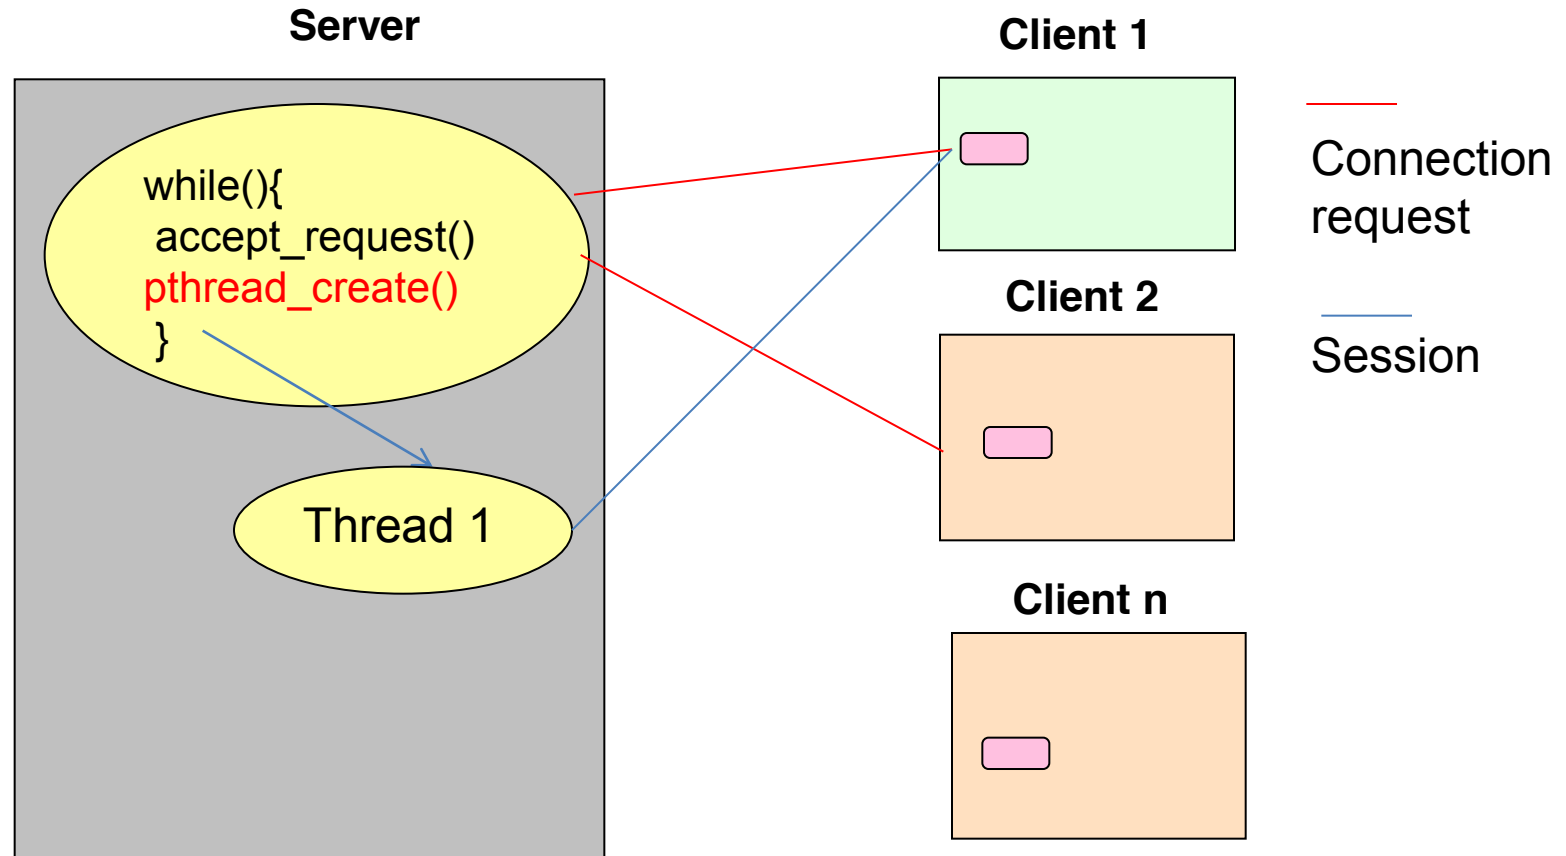 Server
while(){
accept_request()
pthread_create()
}
Thread 1
Client 1
Client 2
Client n
Connection
request
Session